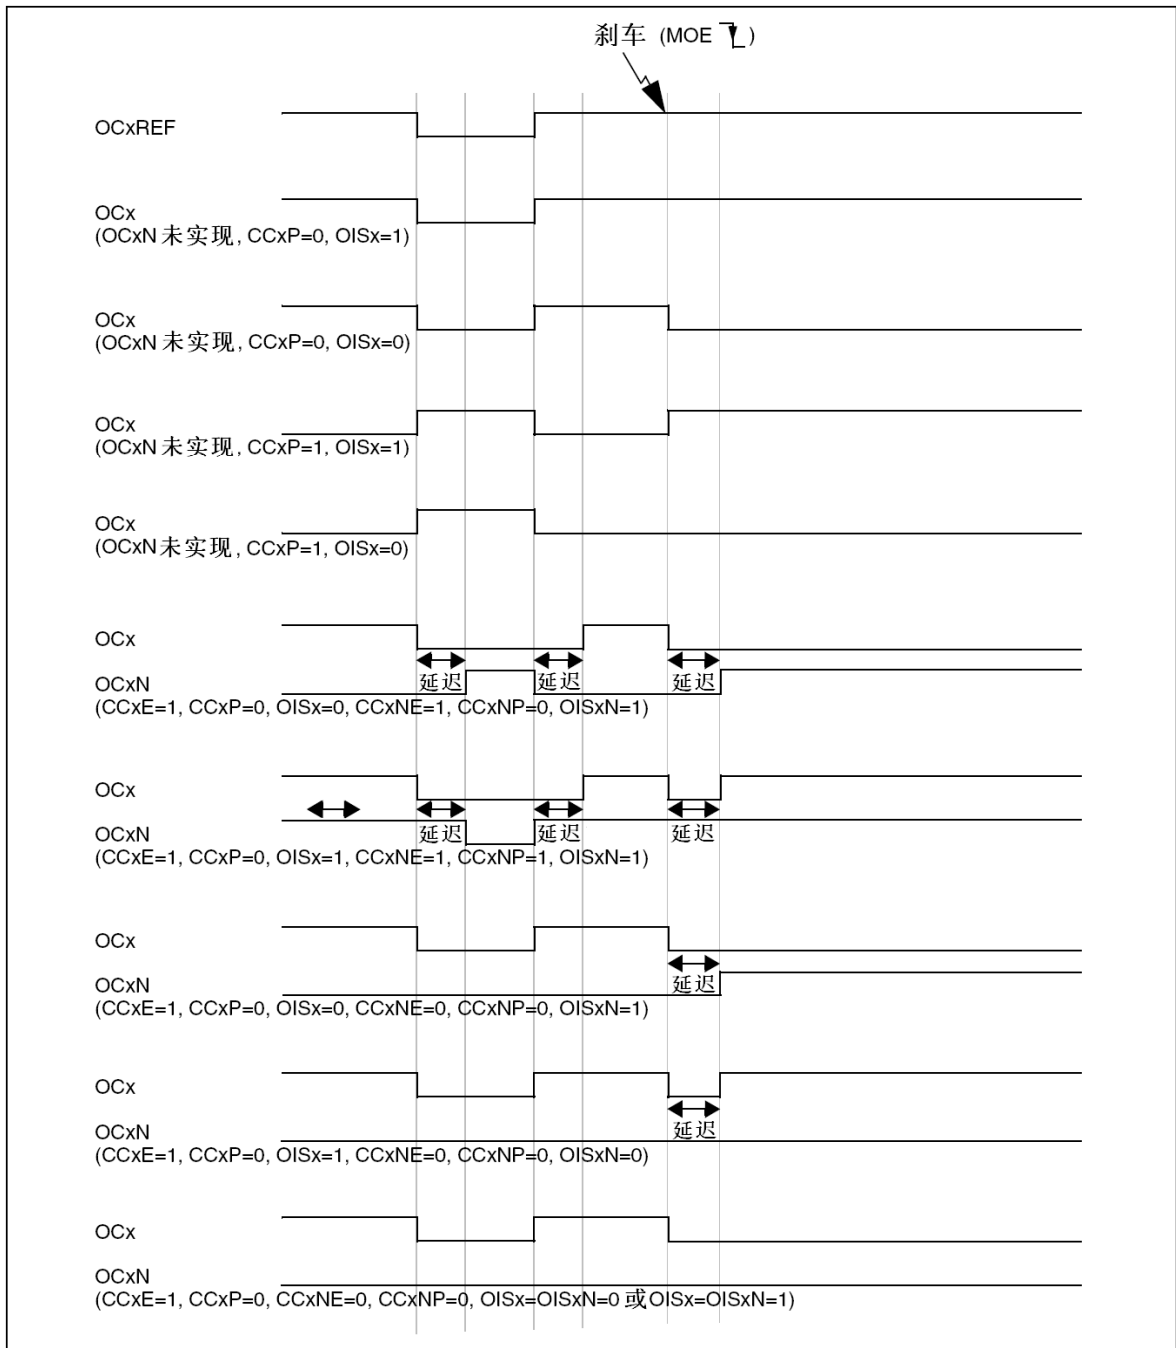 刹车 (MOE )
OCxREF
OCx
(OCxN 未实现, CCxP=0, OISx=1)
OCx
(OCxN 未实现, CCxP=0, OISx=0)
OCx
(OCxN 未实现, CCxP=1, OISx=1)
OCx
(OCxN 未实现, CCxP=1, OISx=0)
OCx
OCxN 延迟 延迟 延迟
(CCxE=1, CCxP=0, OISx=0, CCxNE=1, CCxNP=0, OISxN=1)
OCx
OCxN 延迟 延迟 延迟
(CCxE=1, CCxP=0, OISx=1, CCxNE=1, CCxNP=1, OISxN=1)
OCx
OCxN 延迟
(CCxE=1, CCxP=0, OISx=0, CCxNE=0, CCxNP=0, OISxN=1)
OCx
OCxN 延迟
(CCxE=1, CCxP=0, OISx=1, CCxNE=0, CCxNP=0, OISxN=0)
OCx
OCxN
(CCxE=1, CCxP=0, CCxNE=0, CCxNP=0, OISx=OISxN=0 或 OISx=OISxN=1)